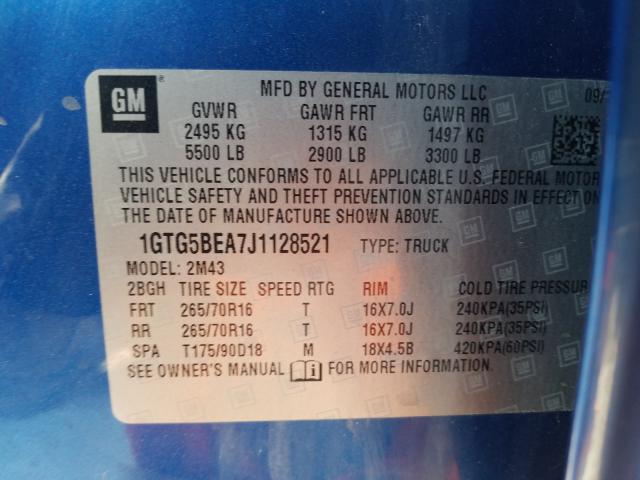 GM
MFD BY GENERAL MOTORS LLC 09/
GVWR GAWR FRT GAWR RR
2495 KG 1315 KG 1497 KG
5500 LB 2900 LB 3300 LB
THIS VEHICLE CONFORMS TO ALL APPLICABLE U.S. FEDERAL MOTOR
VEHICLE SAFETY AND THEFT PREVENTION STANDARDS IN EFFECT ON
THE DATE OF MANUFACTURE SHOWN ABOVE.
1GTG5BEA7J1128521 TYPE: TRUCK
MODEL: 2M43
2BGH TIRE SIZE SPEED RTG RIM COLD TIRE PRESSUR
FRT 265/70R16 T 16X7.0J 240KPA(35PSI)
RR 265/70R16 T 16X7.0J 240KPA(35PSI)
SPA T175/90D18 M 18X4.5B 420KPA(60PSI)
SEE OWNER'S MANUAL i FOR MORE INFORMATION.